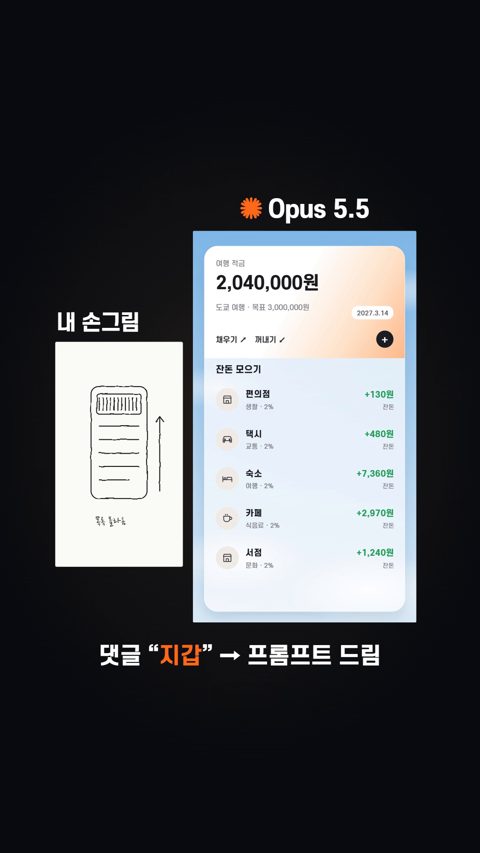 Opus 5.5
내 손그림
목록 올라옴
여행 적금
2,040,000원
도쿄 여행 · 목표 3,000,000원
2027.3.14
채우기 ↗ 꺼내기 ↙
+
잔돈 모으기
편의점
+130원
생활 · 2%
잔돈
택시
+480원
교통 · 2%
잔돈
숙소
+7,360원
여행 · 2%
잔돈
카페
+2,970원
식음료 · 2%
잔돈
서점
+1,240원
문화 · 2%
잔돈
댓글 “지갑” → 프롬프트 드림